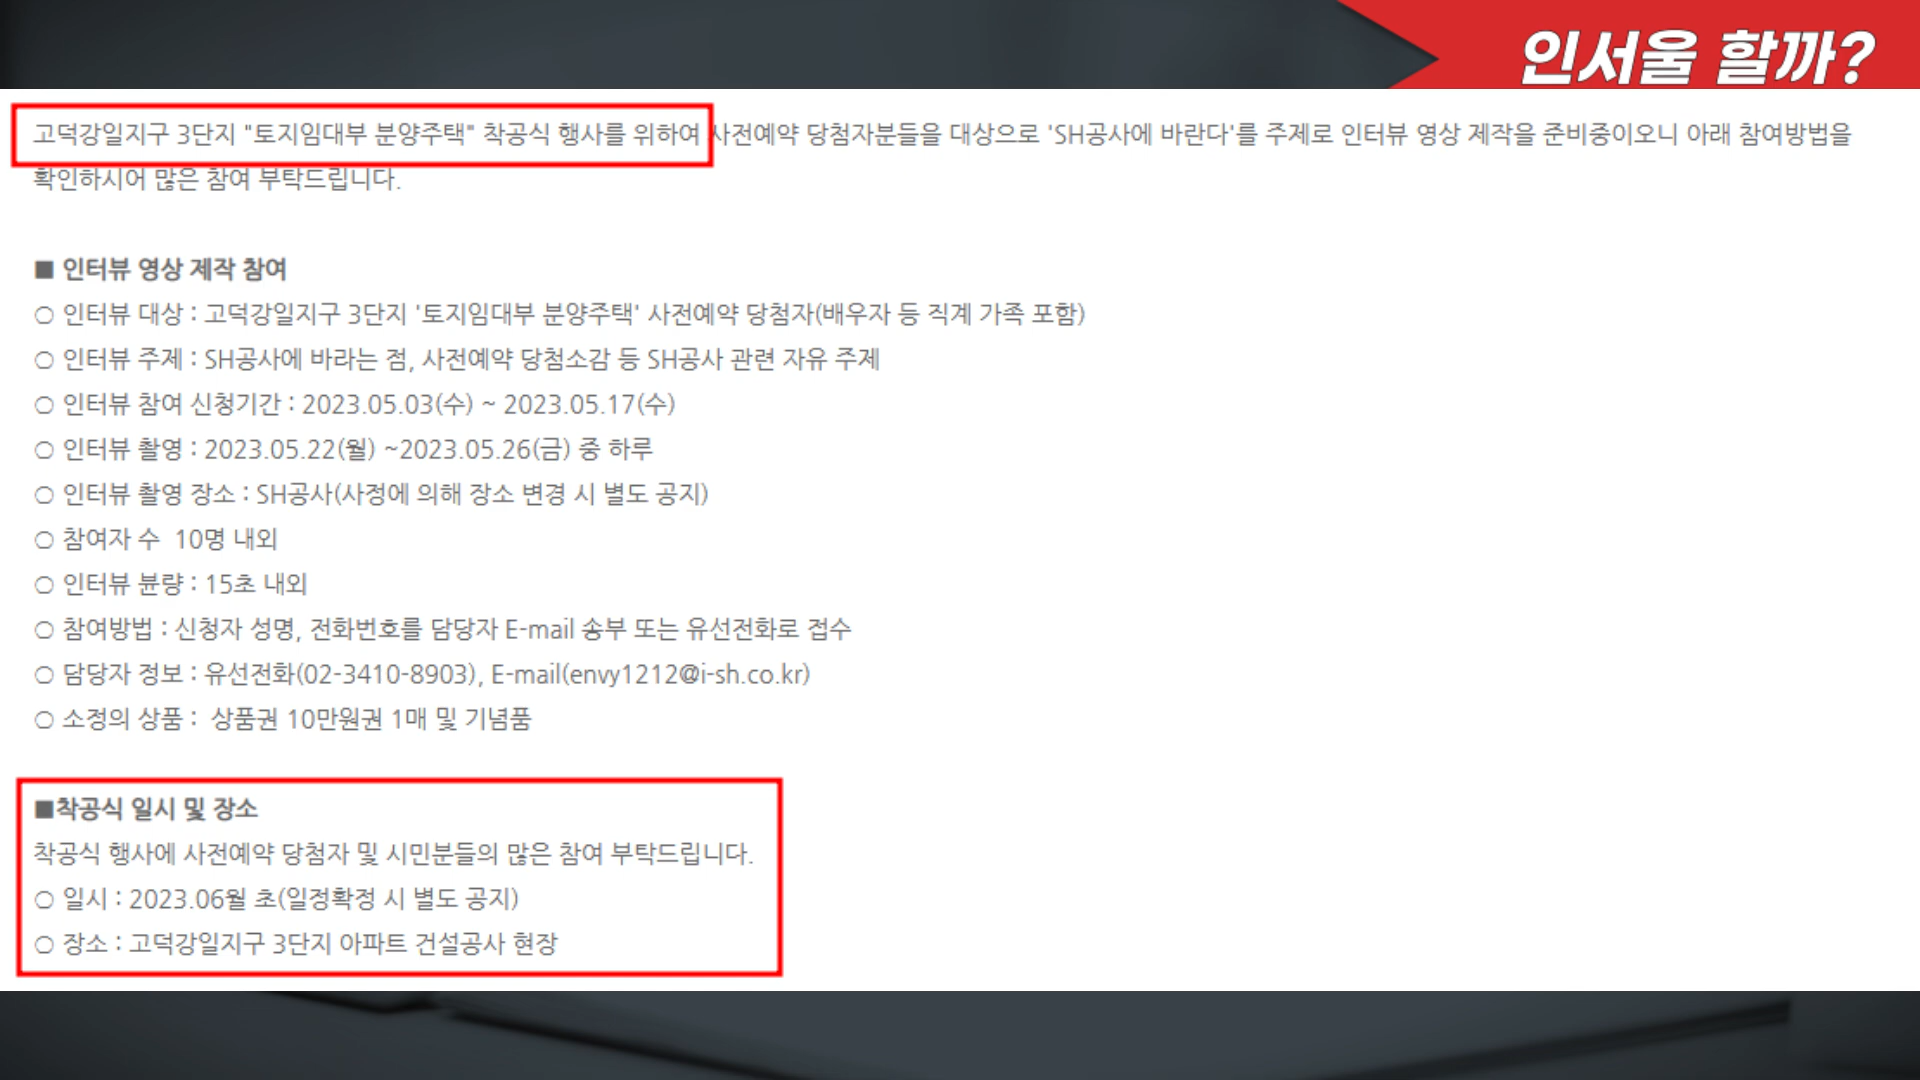 인서울 할까?
고덕강일지구 3단지 "토지임대부 분양주택" 착공식 행사를 위하여 사전예약 당첨자분들을 대상으로 'SH공사에 바란다'를 주제로 인터뷰 영상 제작을 준비중이오니 아래 참여방법을
확인하시어 많은 참여 부탁드립니다.
■ 인터뷰 영상 제작 참여
○ 인터뷰 대상 : 고덕강일지구 3단지 '토지임대부 분양주택' 사전예약 당첨자(배우자 등 직계 가족 포함)
○ 인터뷰 주제 : SH공사에 바라는 점, 사전예약 당첨소감 등 SH공사 관련 자유 주제
○ 인터뷰 참여 신청기간 : 2023.05.03(수) ~ 2023.05.17(수)
○ 인터뷰 촬영 : 2023.05.22(월) ~2023.05.26(금) 중 하루
○ 인터뷰 촬영 장소 : SH공사(사정에 의해 장소 변경 시 별도 공지)
○ 참여자 수  10명 내외
○ 인터뷰 뷴량 : 15초 내외
○ 참여방법 : 신청자 성명, 전화번호를 담당자 E-mail 송부 또는 유선전화로 접수
○ 담당자 정보 : 유선전화(02-3410-8903), E-mail(envy1212@i-sh.co.kr)
○ 소정의 상품 :  상품권 10만원권 1매 및 기념품
■착공식 일시 및 장소
착공식 행사에 사전예약 당첨자 및 시민분들의 많은 참여 부탁드립니다.
○ 일시 : 2023.06월 초(일정확정 시 별도 공지)
○ 장소 : 고덕강일지구 3단지 아파트 건설공사 현장